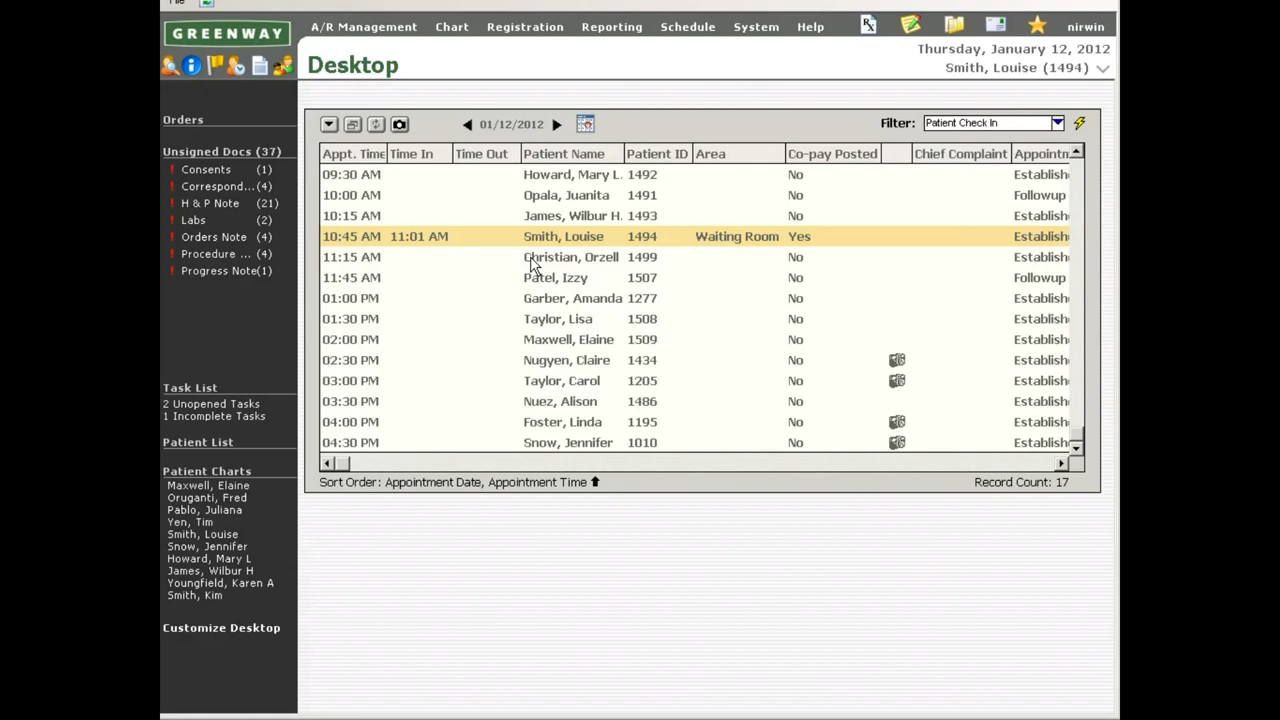 File
GREENWAY
A/R Management Chart Registration Reporting Schedule System Help nirwin
Thursday, January 12, 2012
Desktop
Smith, Louise (1494)
Orders
Unsigned Docs (37)
Consents (1)
Correspond...(4)
H & P Note (21)
Labs (2)
Orders Note (4)
Procedure ... (4)
Progress Note(1)
Task List
2 Unopened Tasks
1 Incomplete Tasks
Patient List
Patient Charts
Maxwell, Elaine
Oruganti, Fred
Pablo, Juliana
Yen, Tim
Smith, Louise
Snow, Jennifer
Howard, Mary L
James, Wilbur H
Youngfield, Karen A
Smith, Kim
Customize Desktop
01/12/2012 Filter: Patient Check In
Appt. Time Time In Time Out Patient Name Patient ID Area Co-pay Posted Chief Complaint Appointm
09:30 AM Howard, Mary L. 1492 No Establish
10:00 AM Opala, Juanita 1491 No Followup
10:15 AM James, Wilbur H. 1493 No Establish
10:45 AM 11:01 AM Smith, Louise 1494 Waiting Room Yes Establish
11:15 AM Christian, Orzell 1499 No Establish
11:45 AM Patel, Izzy 1507 No Followup
01:00 PM Garber, Amanda 1277 No Establish
01:30 PM Taylor, Lisa 1508 No Establish
02:00 PM Maxwell, Elaine 1509 No Establish
02:30 PM Nugyen, Claire 1434 No Establish
03:00 PM Taylor, Carol 1205 No Establish
03:30 PM Nuez, Alison 1486 No Establish
04:00 PM Foster, Linda 1195 No Establish
04:30 PM Snow, Jennifer 1010 No Establish
Sort Order: Appointment Date, Appointment Time Record Count: 17